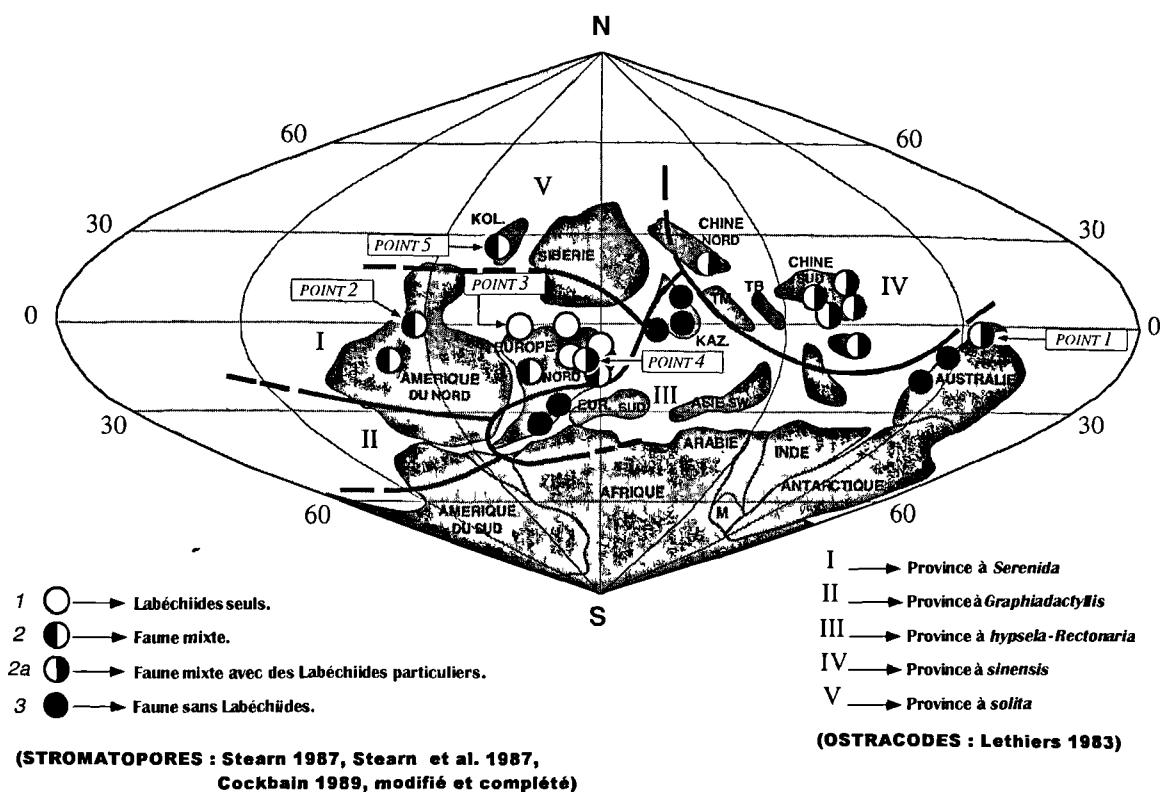 N
60 60
V
30 KOL. CHINE NORD 30
POINT 5 SIBERIE CHINE SUD
POINT 2 POINT 3 TM TB IV
0 0
I EUROPE KAZ. POINT 1
NORD POINT 4
AMÉRIQUE DU NORD AUSTRALIE
III
EUR. SUD ASIE SW
30 30
II ARABIE INDE
AFRIQUE ANTARCTIQUE
60 AMÉRIQUE DU SUD M 60
S
1 Labéchiides seuls.
2 Faune mixte.
2a Faune mixte avec des Labéchiides particuliers.
3 Faune sans Labéchiides.
(STROMATOPORES : Stearn 1987, Stearn et al. 1987,
Cockbain 1989, modifié et complété)
I Province à Serenida
II Province à Graphiadactyllis
III Province à hypsela-Rectonaria
IV Province à sinensis
V Province à solita
(OSTRACODES : Lethiers 1983)